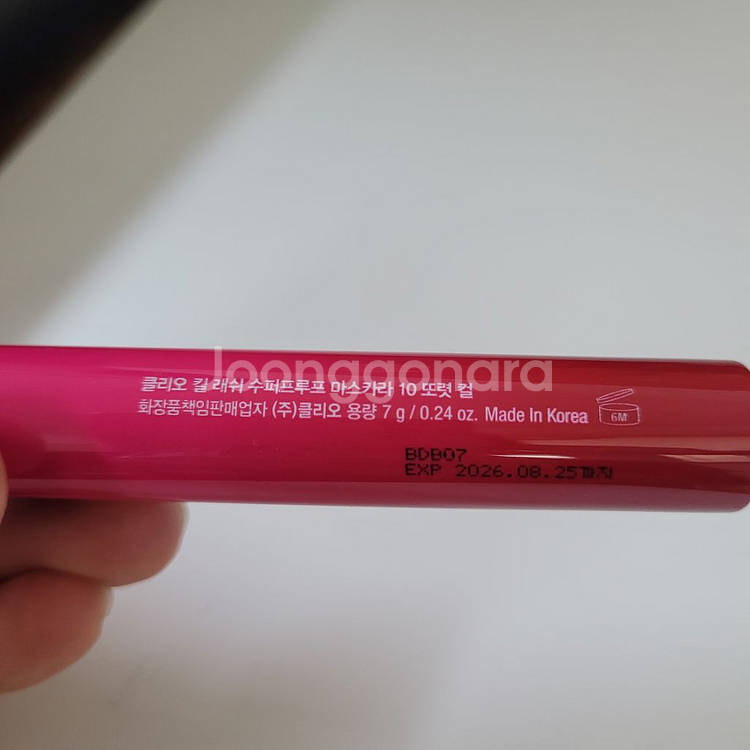 Joonggonara
클리오 킬 래쉬 수퍼프루프 마스카라 10 또렷 컬
화장품책임판매업자 (주)클리오 용량 7 g / 0.24 oz. Made In Korea
6M
BDB07
EXP 2026.08.25까지